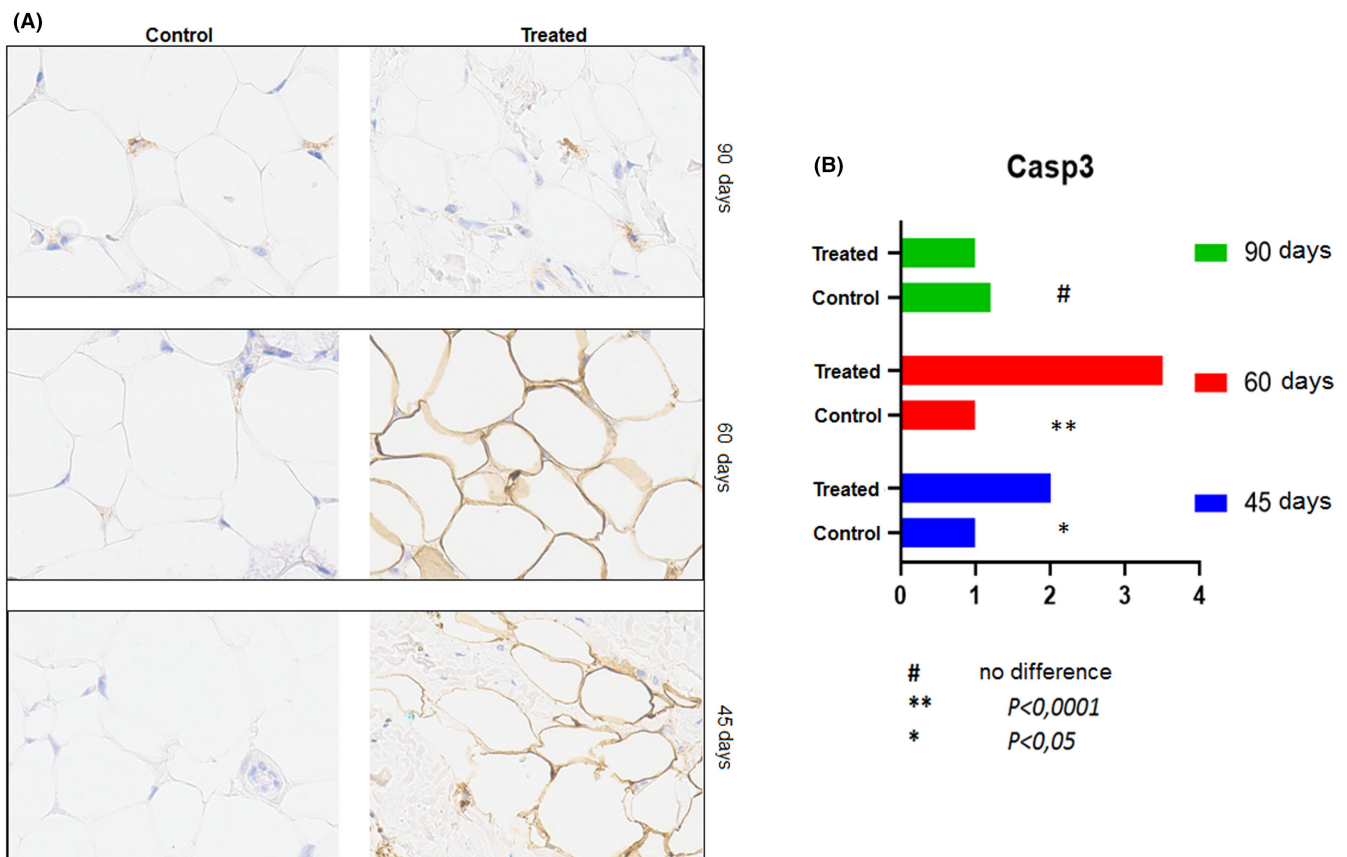 (A)
Control Treated
90 days
60 days
45 days
(B)
Casp3
Treated
Control
#
Treated
Control
**
Treated
Control
*
90 days
60 days
45 days
0 1 2 3 4
# no difference
** P<0,0001
* P<0,05